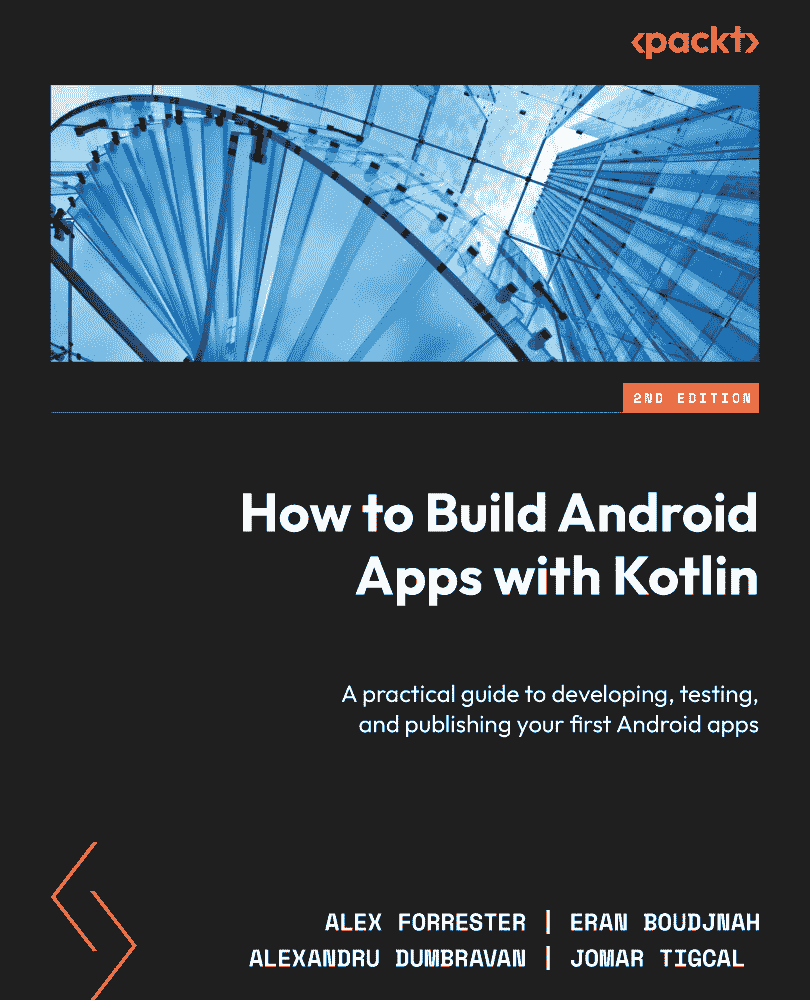 <packt>
2ND EDITION
How to Build Android
Apps with Kotlin
A practical guide to developing, testing,
and publishing your first Android apps
ALEX FORRESTER | ERAN BOUDJNAH
ALEXANDRU DUMBRAVAN | JOMAR TIGCAL